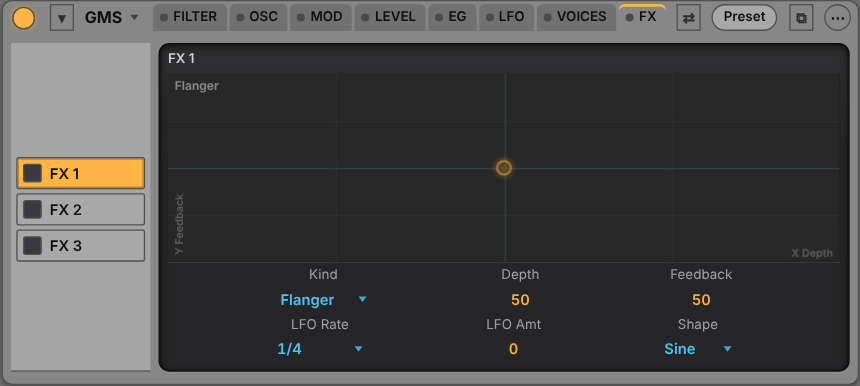 GMS FILTER OSC MOD LEVEL EG LFO VOICES FX Preset
FX 1
Flanger
Y Feedback
X Depth
FX 1
FX 2
FX 3
Kind Depth Feedback
Flanger 50 50
LFO Rate LFO Amt Shape
1/4 0 Sine